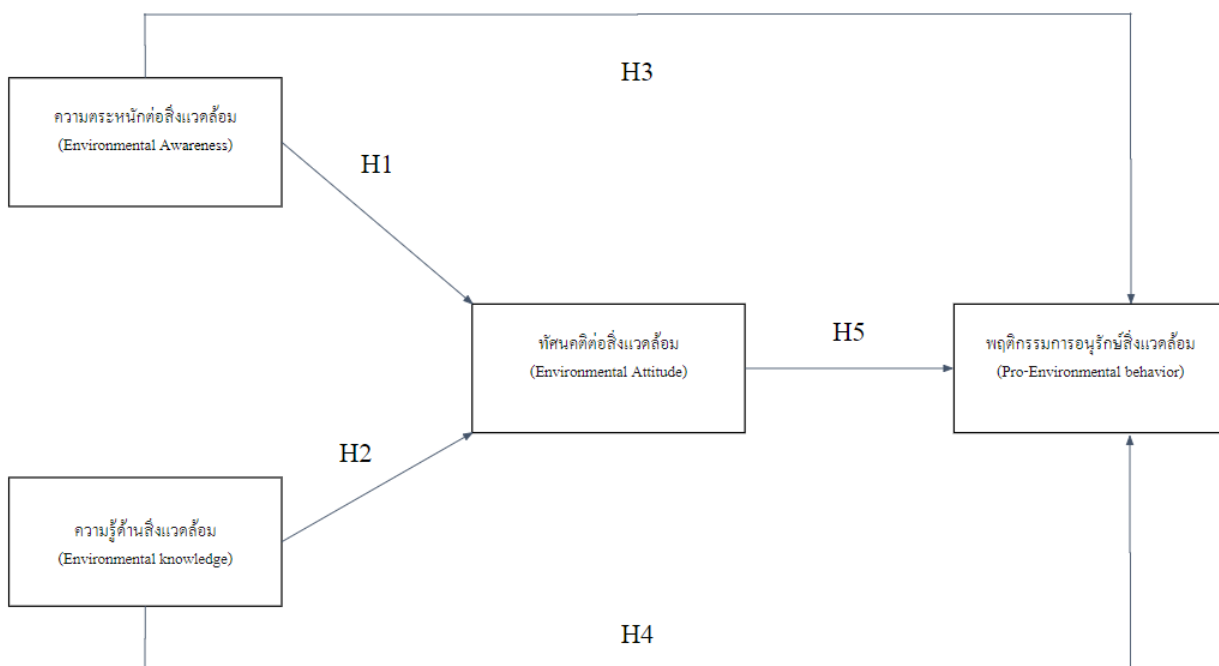 H3
ความตระหนักต่อสิ่งแวดล้อม
(Environmental Awareness)
H1
ทัศนคติต่อสิ่งแวดล้อม
(Environmental Attitude)
H5
พฤติกรรมการอนุรักษ์สิ่งแวดล้อม
(Pro-Environmental behavior)
H2
ความรู้ด้านสิ่งแวดล้อม
(Environmental knowledge)
H4